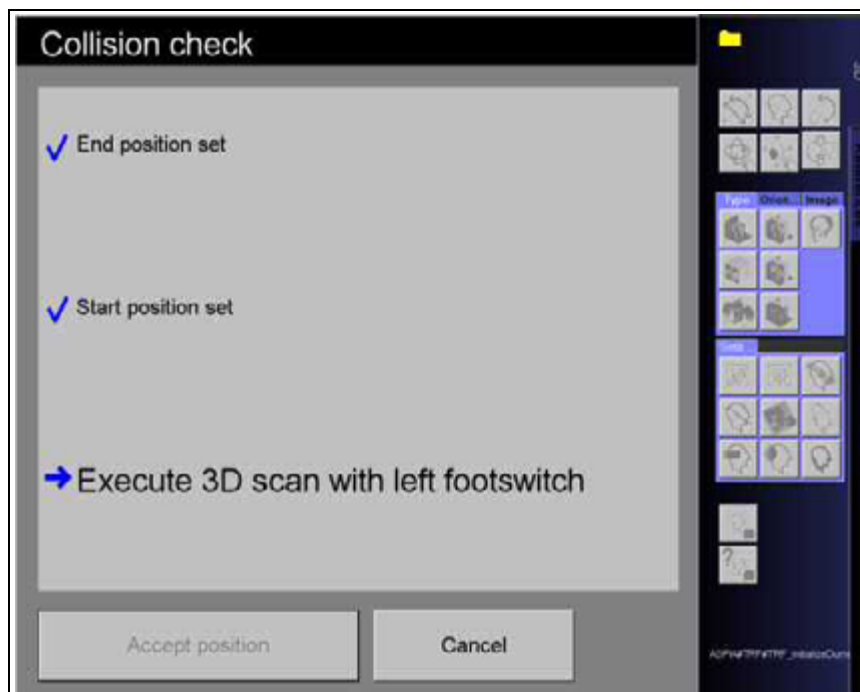 Collision check
End position set
Start position set
Execute 3D scan with left footswitch
Accept position
Cancel
Type
Orien...
Image